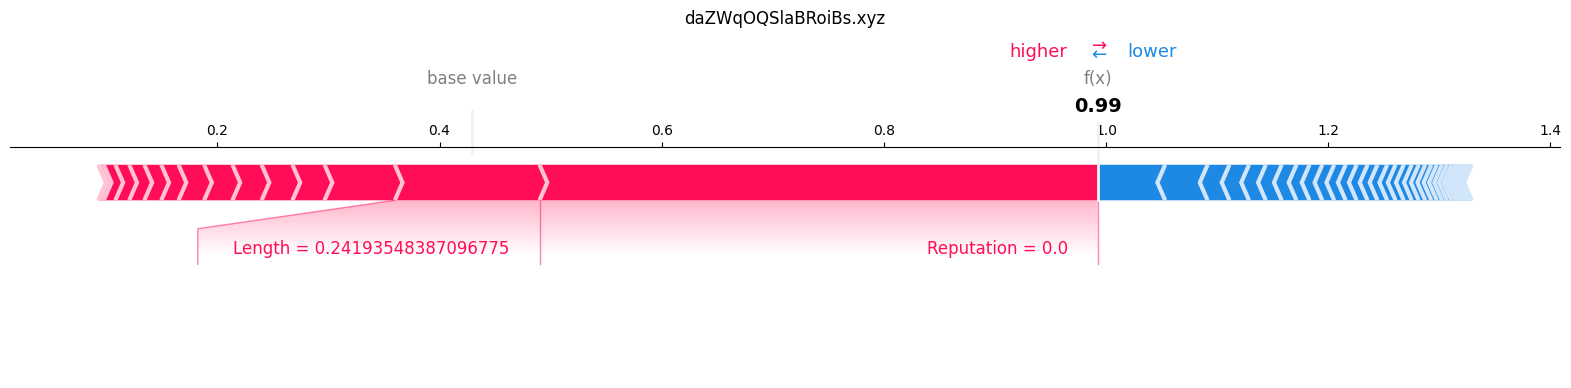 daZWqOQSlaBRoiBs.xyz
higher ⇄ lower
base value f(x)
0.99
0.2 0.4 0.6 0.8 1.0 1.2 1.4
Length = 0.24193548387096775 Reputation = 0.0